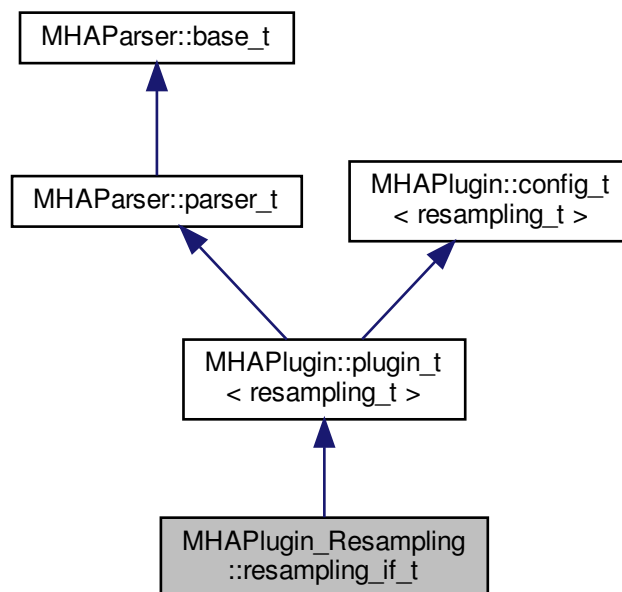 MHAParser::base_t
MHAParser::parser_t
MHAPlugin::config_t
< resampling_t >
MHAPlugin::plugin_t
< resampling_t >
MHAPlugin_Resampling
::resampling_if_t